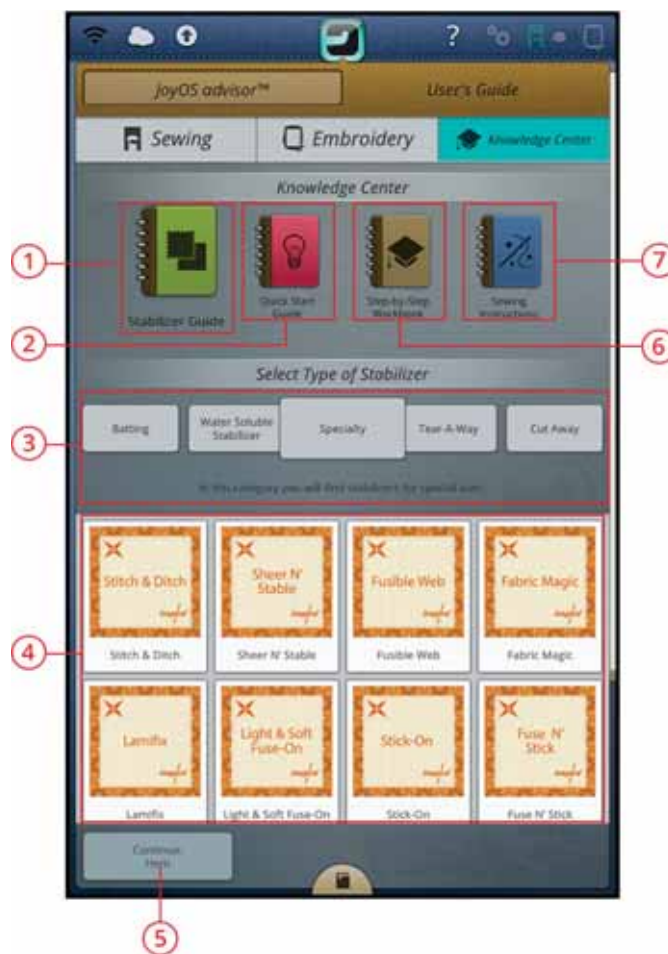 ?
JoyOS advisor™
User's Guide
Sewing
Embroidery
Knowledge Center
Knowledge Center
1
7
Stabilizer Guide
Quick Start
Guide
Step-by-Step
Workbook
Sewing
Instructions
2
6
Select Type of Stabilizer
3
Batting
Water Soluble
Stabilizer
Specialty
Tear-A-Way
Cut Away
In this category you will find stabilizers for special uses.
Stitch & Ditch
Sheer N'
Stable
Fusible Web
Fabric Magic
4
Stitch & Ditch
Sheer N' Stable
Fusible Web
Fabric Magic
Lamifix
Light & Soft
Fuse-On
Stick-On
Fuse N'
Stick
Lamifix
Light & Soft Fuse-On
Stick-On
Fuse N' Stick
Continue
Here
5